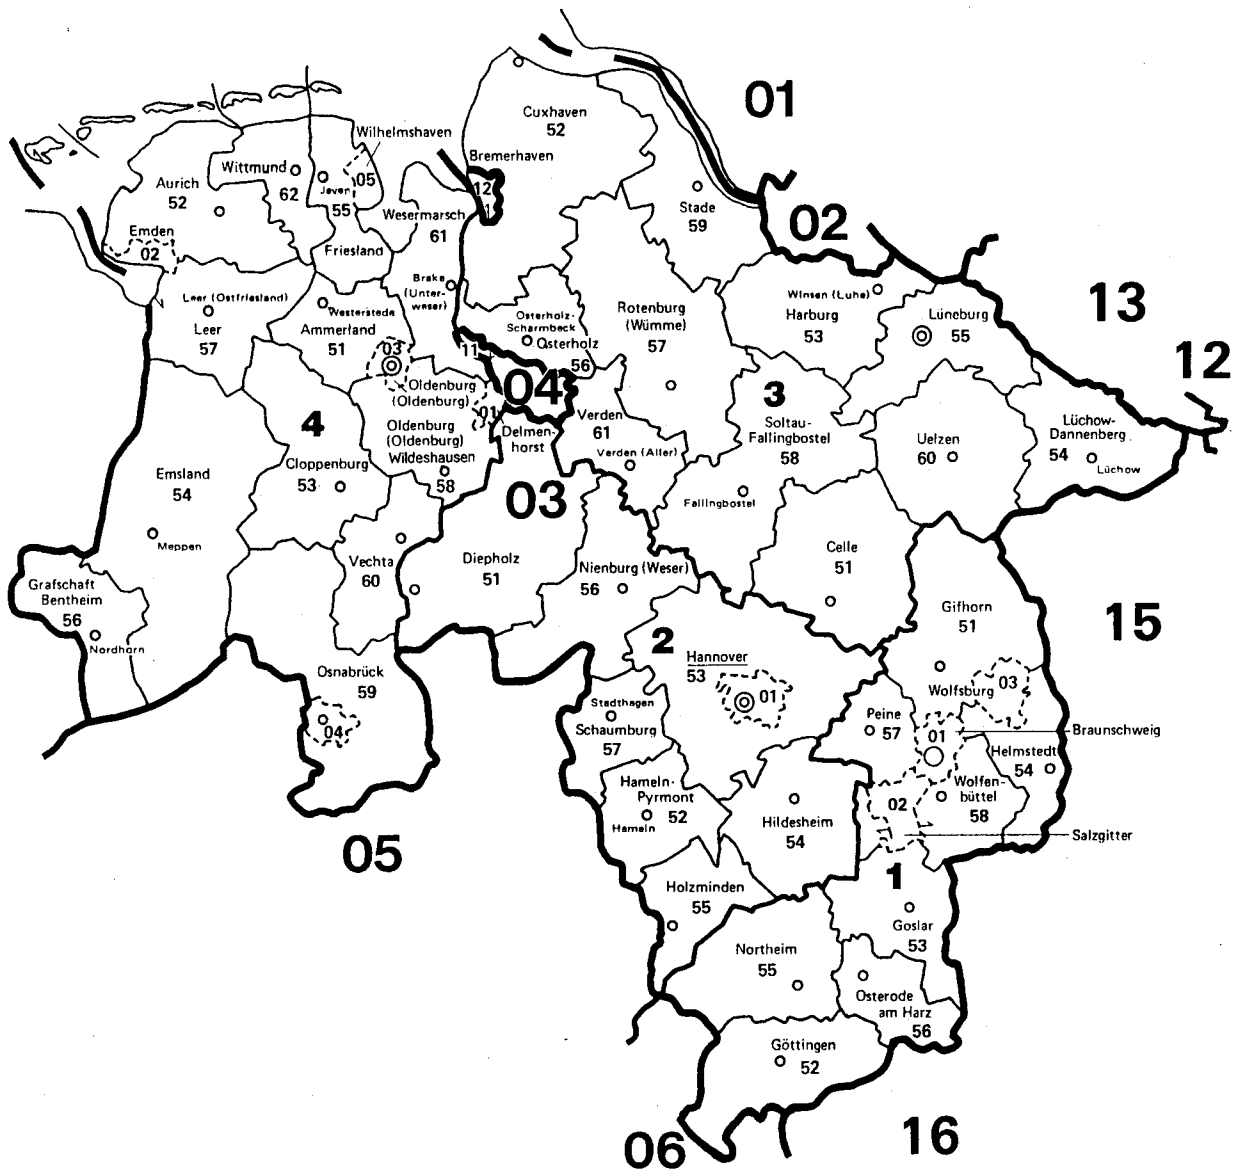 01
Cuxhaven
52
Wilhelmshaven
Bremerhaven
12
1
Wittmund
62
Jever
05
55
Aurich
52
Wesermarsch
61
Stade
59
02
Emden
02
Friesland
Brake
(Unter-
weser)
13
Leer (Ostfriesland)
Leer
57
Westerstede
Ammerland
51
Osterholz-
Scharmbeck
Osterholz
56
Rotenburg
(Wümme)
57
Winsen (Luhe)
Harburg
53
Lüneburg
55
12
03
11
04
Oldenburg
(Oldenburg)
01
Delmen-
horst
3
4
Oldenburg
(Oldenburg)
Wildeshausen
58
Verden
61
Verden (Aller)
Soltau-
Fallingbostel
58
Fallingbostel
Uelzen
60
Lüchow-
Dannenberg
54
Lüchow
Cloppenburg
53
Emsland
54
Meppen
03
Vechta
60
Diepholz
51
Nienburg (Weser)
56
Celle
51
Grafschaft
Bentheim
56
Nordhorn
Gifhorn
51
15
2
Hannover
53
01
Osnabrück
59
04
Wolfsburg
03
Stadthagen
Schaumburg
57
Peine
57
01
Braunschweig
Helmstedt
54
Hameln-
Pyrmont
52
Hameln
Hildesheim
54
02
Wolfen-
büttel
58
Salzgitter
05
1
Holzminden
55
Goslar
53
Northeim
55
Osterode
am Harz
56
Göttingen
52
06
16